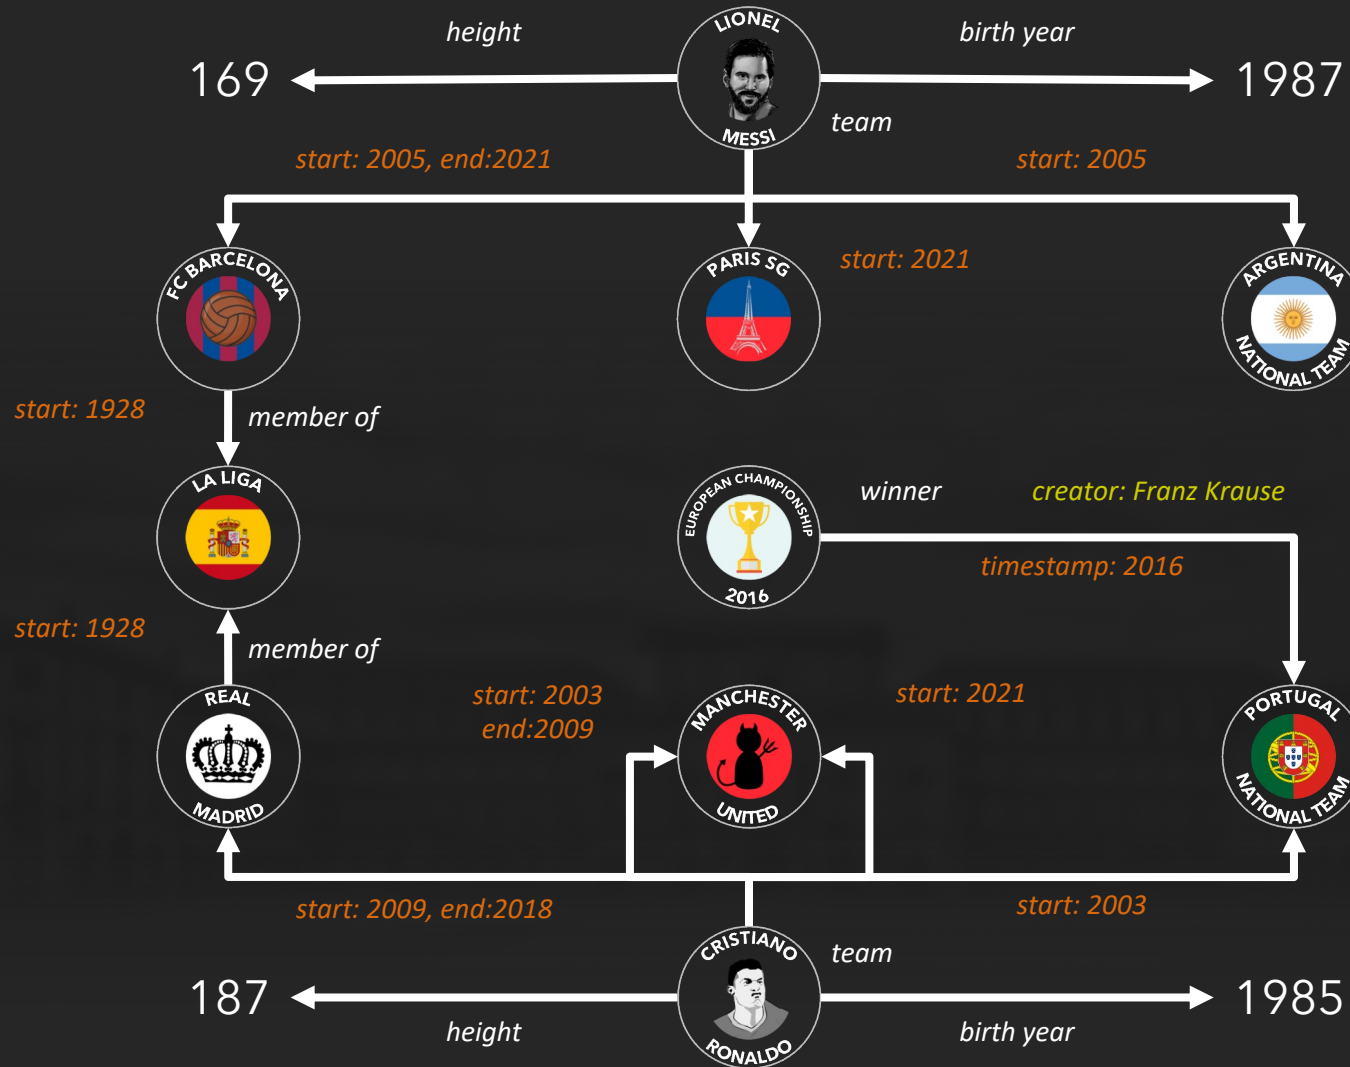 height
LIONEL
birth year
169
1987
MESSI
team
start: 2005, end:2021
start: 2005
FC BARCELONA
PARIS SG
start: 2021
ARGENTINA
NATIONAL TEAM
start: 1928
member of
LA LIGA
EUROPEAN CHAMPIONSHIP
2016
winner
creator: Franz Krause
timestamp: 2016
start: 1928
member of
REAL
MADRID
start: 2003
end:2009
MANCHESTER
UNITED
start: 2021
PORTUGAL
NATIONAL TEAM
start: 2009, end:2018
start: 2003
CRISTIANO
team
187
1985
height
RONALDO
birth year